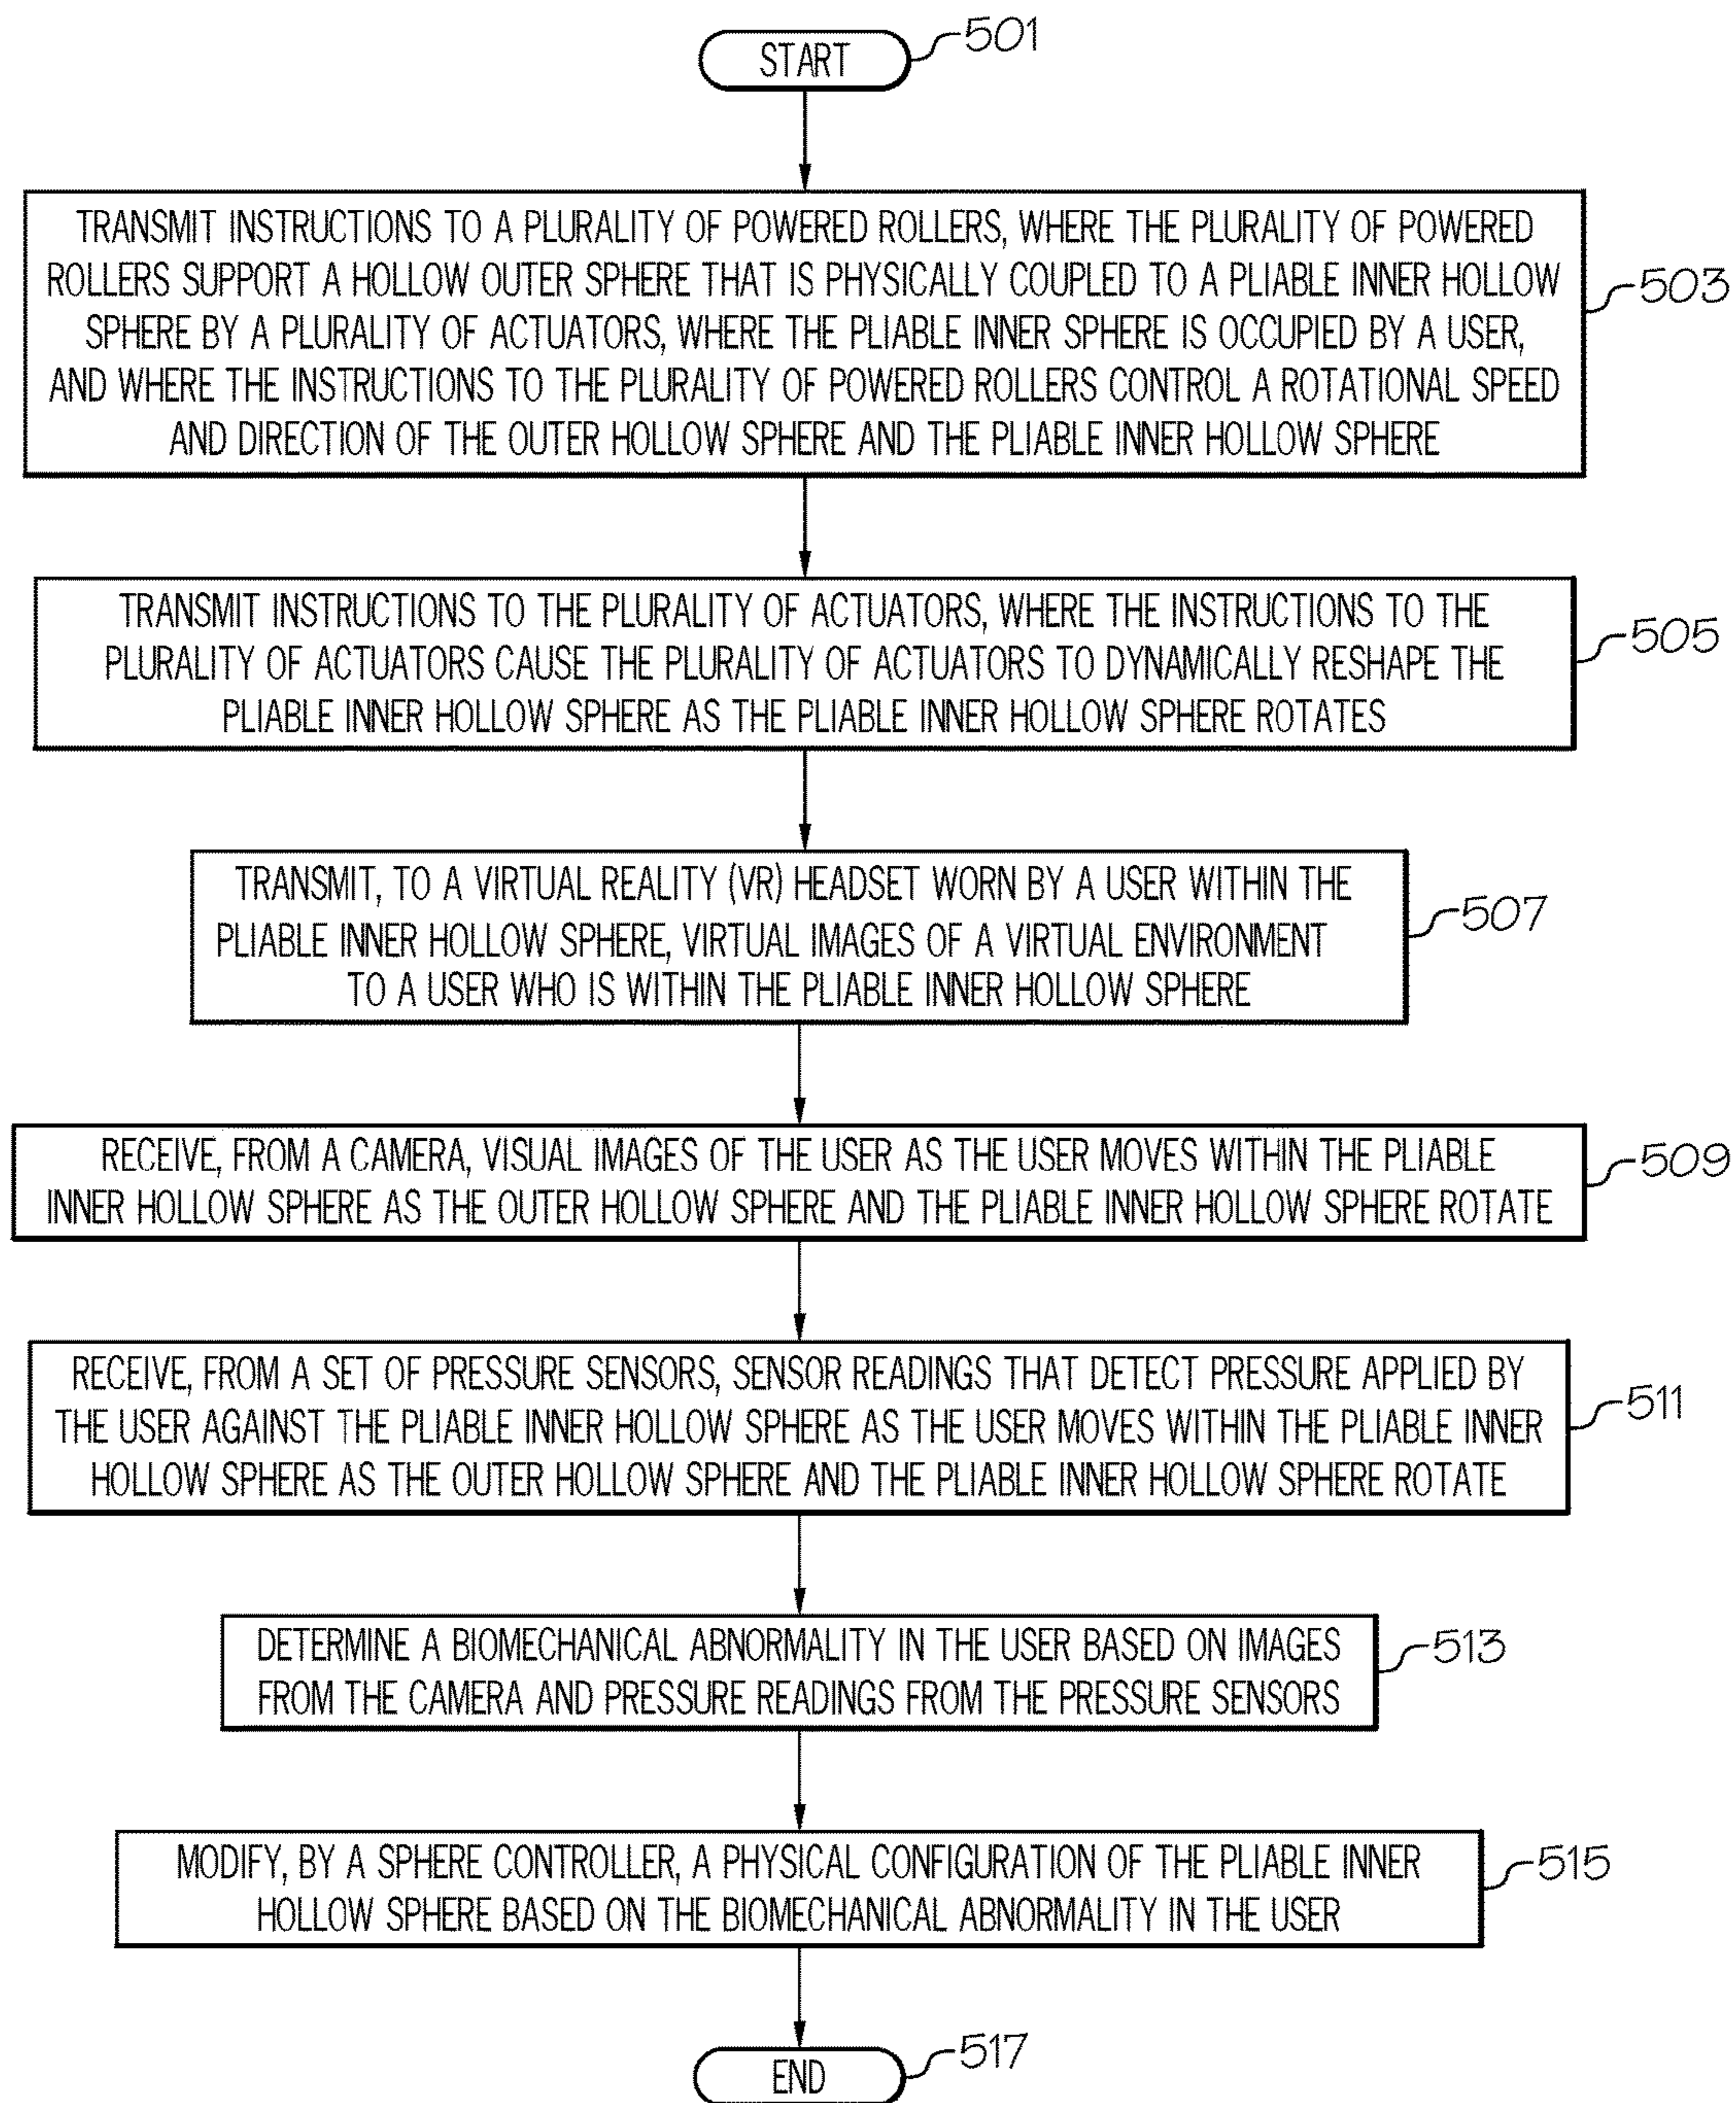 START
501
TRANSMIT INSTRUCTIONS TO A PLURALITY OF POWERED ROLLERS, WHERE THE PLURALITY OF POWERED
ROLLERS SUPPORT A HOLLOW OUTER SPHERE THAT IS PHYSICALLY COUPLED TO A PLIABLE INNER HOLLOW
SPHERE BY A PLURALITY OF ACTUATORS, WHERE THE PLIABLE INNER SPHERE IS OCCUPIED BY A USER,
AND WHERE THE INSTRUCTIONS TO THE PLURALITY OF POWERED ROLLERS CONTROL A ROTATIONAL SPEED
AND DIRECTION OF THE OUTER HOLLOW SPHERE AND THE PLIABLE INNER HOLLOW SPHERE
503
TRANSMIT INSTRUCTIONS TO THE PLURALITY OF ACTUATORS, WHERE THE INSTRUCTIONS TO THE
PLURALITY OF ACTUATORS CAUSE THE PLURALITY OF ACTUATORS TO DYNAMICALLY RESHAPE THE
PLIABLE INNER HOLLOW SPHERE AS THE PLIABLE INNER HOLLOW SPHERE ROTATES
505
TRANSMIT, TO A VIRTUAL REALITY (VR) HEADSET WORN BY A USER WITHIN THE
PLIABLE INNER HOLLOW SPHERE, VIRTUAL IMAGES OF A VIRTUAL ENVIRONMENT
TO A USER WHO IS WITHIN THE PLIABLE INNER HOLLOW SPHERE
507
RECEIVE, FROM A CAMERA, VISUAL IMAGES OF THE USER AS THE USER MOVES WITHIN THE PLIABLE
INNER HOLLOW SPHERE AS THE OUTER HOLLOW SPHERE AND THE PLIABLE INNER HOLLOW SPHERE ROTATE
509
RECEIVE, FROM A SET OF PRESSURE SENSORS, SENSOR READINGS THAT DETECT PRESSURE APPLIED BY
THE USER AGAINST THE PLIABLE INNER HOLLOW SPHERE AS THE USER MOVES WITHIN THE PLIABLE INNER
HOLLOW SPHERE AS THE OUTER HOLLOW SPHERE AND THE PLIABLE INNER HOLLOW SPHERE ROTATE
511
DETERMINE A BIOMECHANICAL ABNORMALITY IN THE USER BASED ON IMAGES
FROM THE CAMERA AND PRESSURE READINGS FROM THE PRESSURE SENSORS
513
MODIFY, BY A SPHERE CONTROLLER, A PHYSICAL CONFIGURATION OF THE PLIABLE INNER
HOLLOW SPHERE BASED ON THE BIOMECHANICAL ABNORMALITY IN THE USER
515
END
517